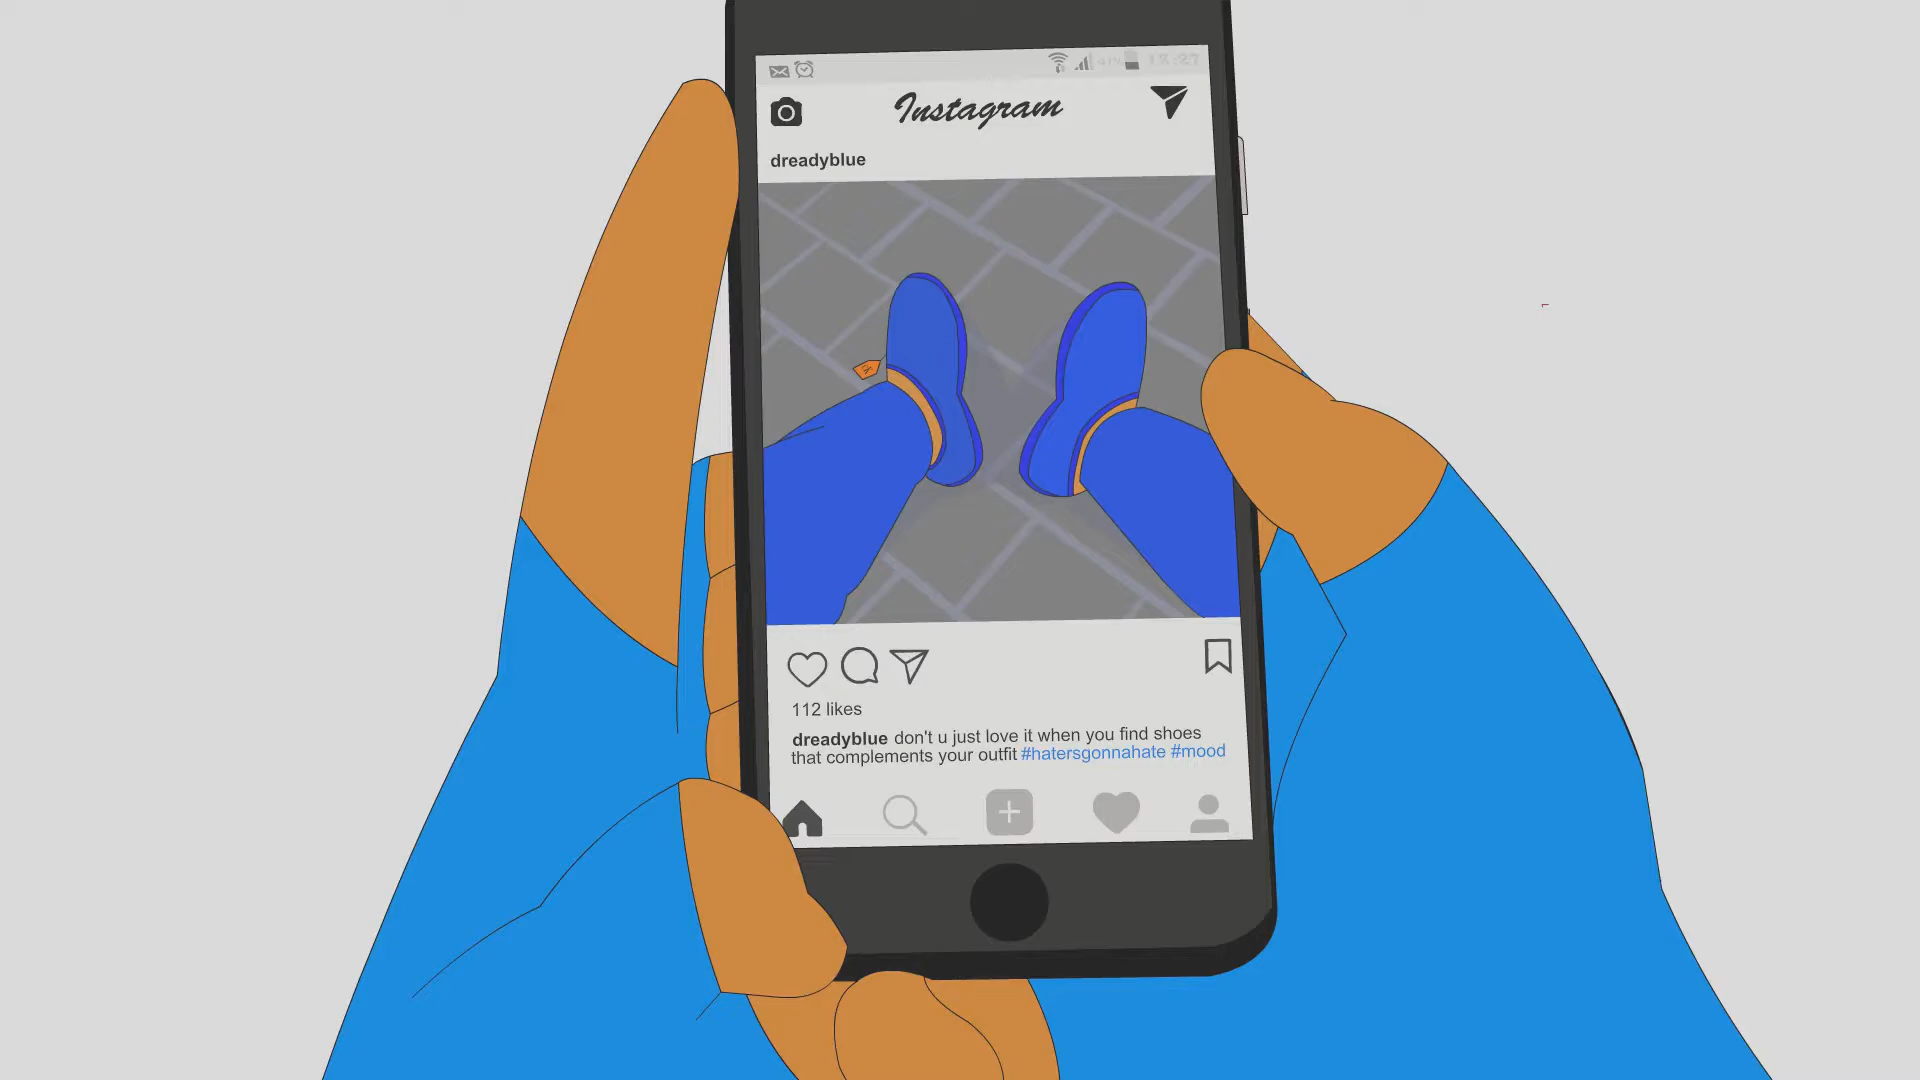 Instagram
dreadyblue
112 likes
dreadyblue don't u just love it when you find shoes
that complements your outfit #hatersgonnahate #mood